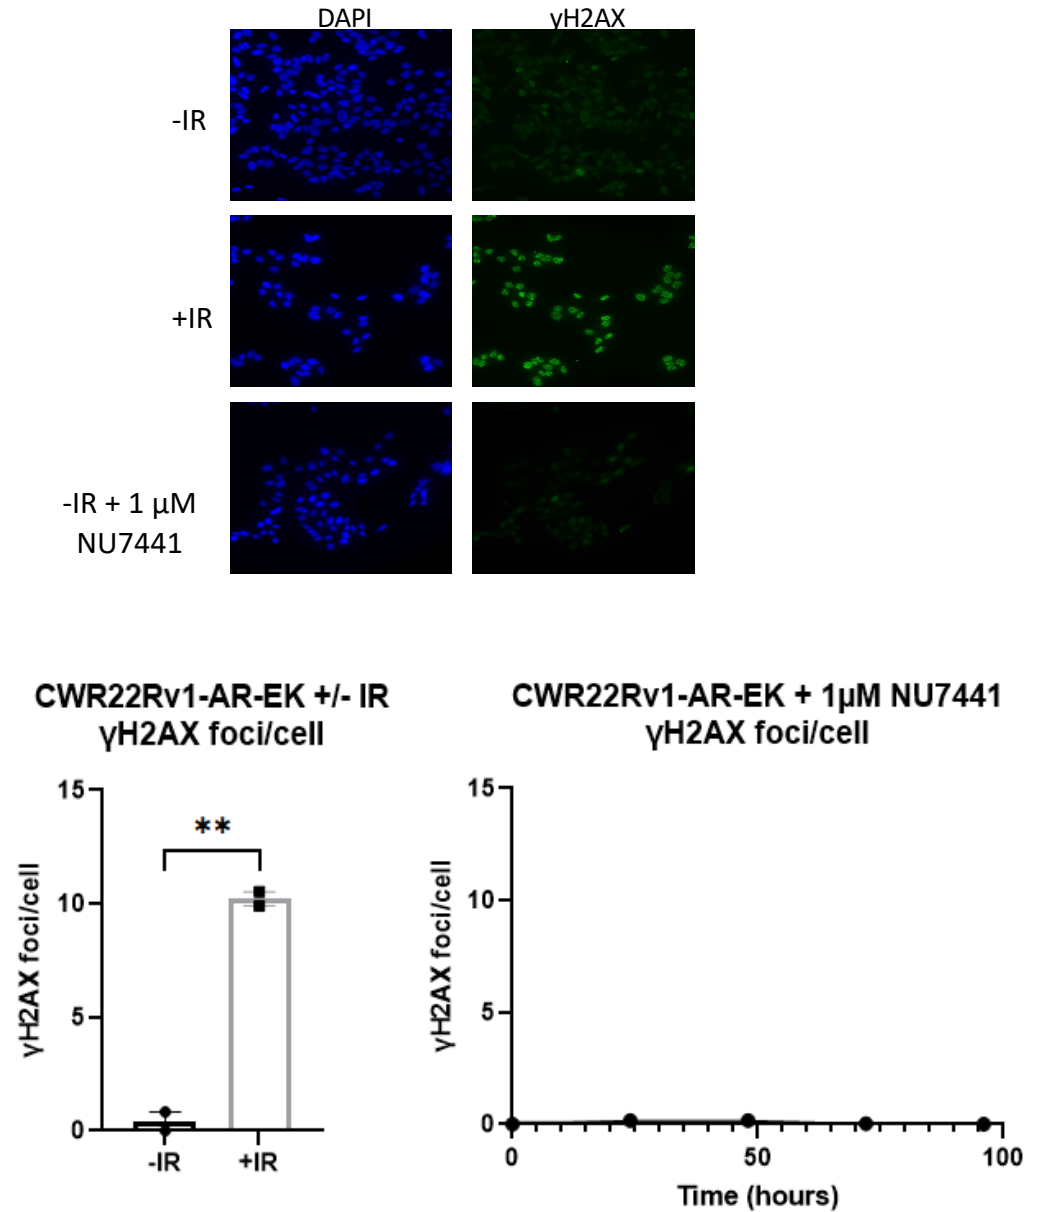 DAPI γH2AX
-IR
+IR
-IR + 1 µM
NU7441
CWR22Rv1-AR-EK +/- IR
γH2AX foci/cell
15
10
5
0
γH2AX foci/cell
**
-IR +IR
CWR22Rv1-AR-EK + 1µM NU7441
γH2AX foci/cell
15
10
5
0
γH2AX foci/cell
0 50 100
Time (hours)